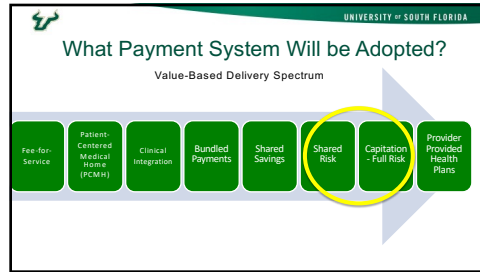 UNIVERSITY OF SOUTH FLORIDA
What Payment System Will be Adopted?
Value-Based Delivery Spectrum
Fee-for-
Service
Patient-
Centered
Medical
Home
(PCMH)
Clinical
Integration
Bundled
Payments
Shared
Savings
Shared
Risk
Capitation
- Full Risk
Provider
Provided
Health
Plans